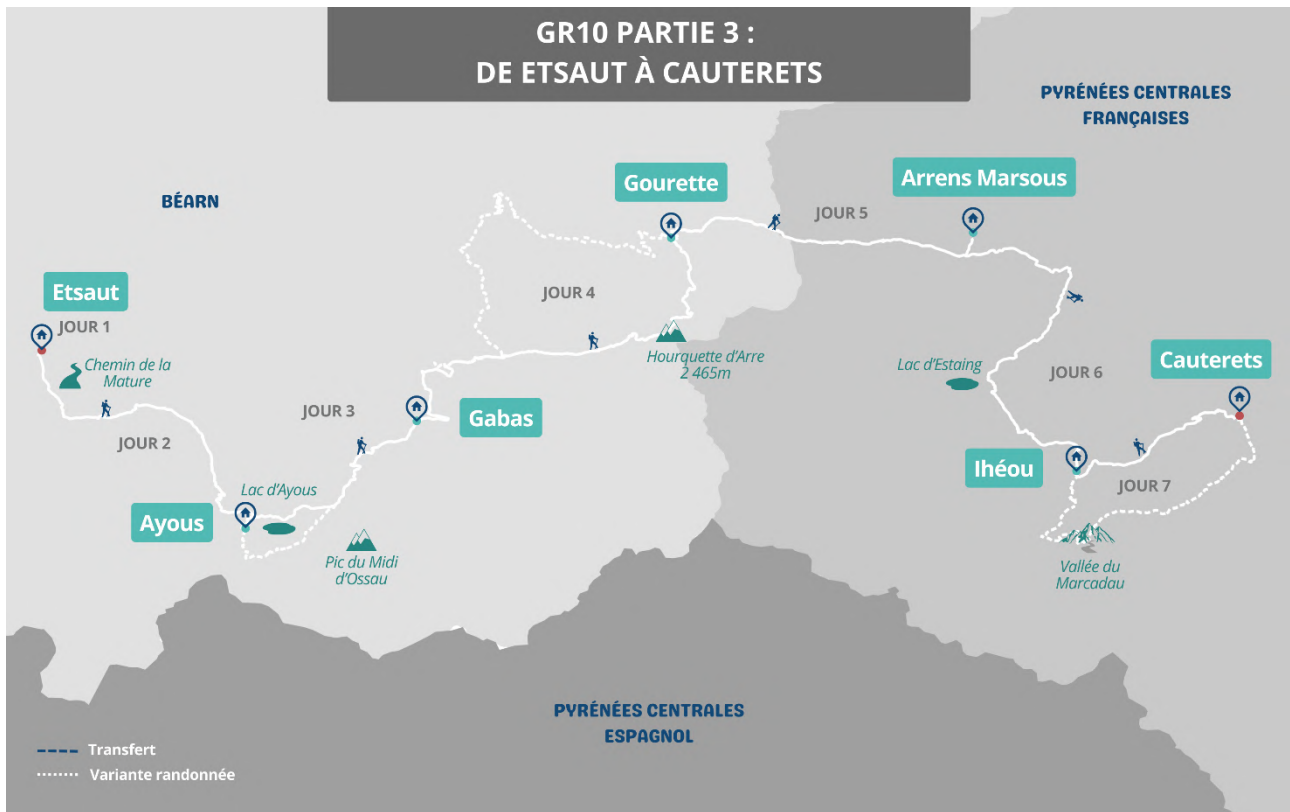 GR10 PARTIE 3 :
DE ETSAUT À CAUTERETS
PYRÉNÉES CENTRALES
FRANÇAISES
BÉARN
Gourette
Arrens Marsous
JOUR 5
Etsaut
JOUR 1
JOUR 4
Chemin de la
Mature
Hourquette d'Arre
2 465m
Lac d'Estaing
Cauterets
JOUR 6
JOUR 3
Gabas
JOUR 2
Ihéou
JOUR 7
Lac d'Ayous
Ayous
Pic du Midi
d'Ossau
Vallée du
Marcadau
PYRÉNÉES CENTRALES
ESPAGNOL
Transfert
Variante randonnée